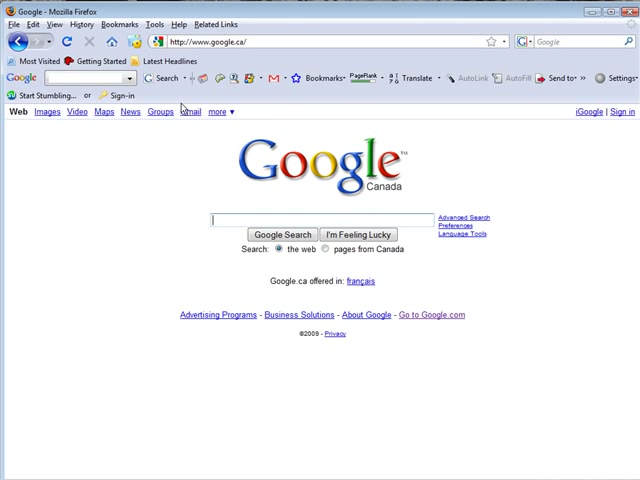 Google - Mozilla Firefox
File Edit View History Bookmarks Tools Help Related Links
http://www.google.ca/ Google
Most Visited Getting Started Latest Headlines
Google Search Bookmarks PageRank Translate AutoLink AutoFill Send to Settings
Start Stumbling... or Sign-in
Web Images Video Maps News Groups Gmail more ▼ iGoogle | Sign in
Google™
Canada
Advanced Search
Preferences
Language Tools
Google Search I'm Feeling Lucky
Search: the web pages from Canada
Google.ca offered in: français
Advertising Programs - Business Solutions - About Google - Go to Google.com
©2009 - Privacy